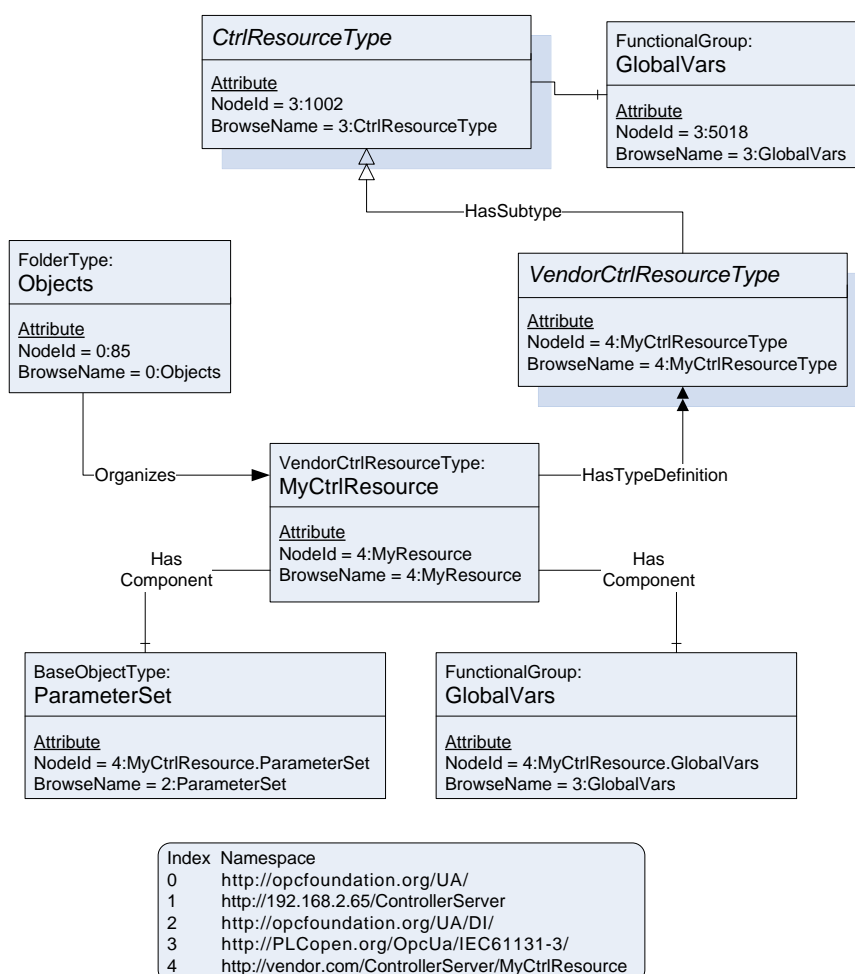 CtrlResourceType
Attribute
NodeId = 3:1002
BrowseName = 3:CtrlResourceType
FunctionalGroup:
GlobalVars
Attribute
NodeId = 3:5018
BrowseName = 3:GlobalVars
HasSubtype
FolderType:
Objects
Attribute
NodeId = 0:85
BrowseName = 0:Objects
VendorCtrlResourceType
Attribute
NodeId = 4:MyCtrlResourceType
BrowseName = 4:MyCtrlResourceType
Organizes
VendorCtrlResourceType:
MyCtrlResource
Attribute
NodeId = 4:MyResource
BrowseName = 4:MyResource
HasTypeDefinition
Has
Component
Has
Component
BaseObjectType:
ParameterSet
Attribute
NodeId = 4:MyCtrlResource.ParameterSet
BrowseName = 2:ParameterSet
FunctionalGroup:
GlobalVars
Attribute
NodeId = 4:MyCtrlResource.GlobalVars
BrowseName = 3:GlobalVars
Index Namespace
0 http://opcfoundation.org/UA/
1 http://192.168.2.65/ControllerServer
2 http://opcfoundation.org/UA/DI/
3 http://PLCopen.org/OpcUa/IEC61131-3/
4 http://vendor.com/ControllerServer/MyCtrlResource